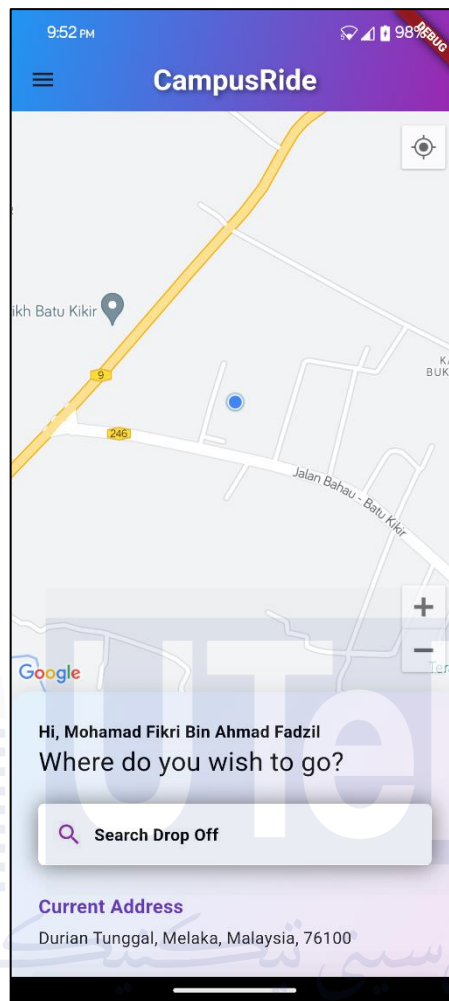 9:52 PM
98%
DEBUG
CampusRide
ikh Batu Kikir
9
246
Jalan Bahau - Batu Kikir
BUK
Google
+
−
Hi, Mohamad Fikri Bin Ahmad Fadzil
Where do you wish to go?
Search Drop Off
Current Address
Durian Tunggal, Melaka, Malaysia, 76100
UTe